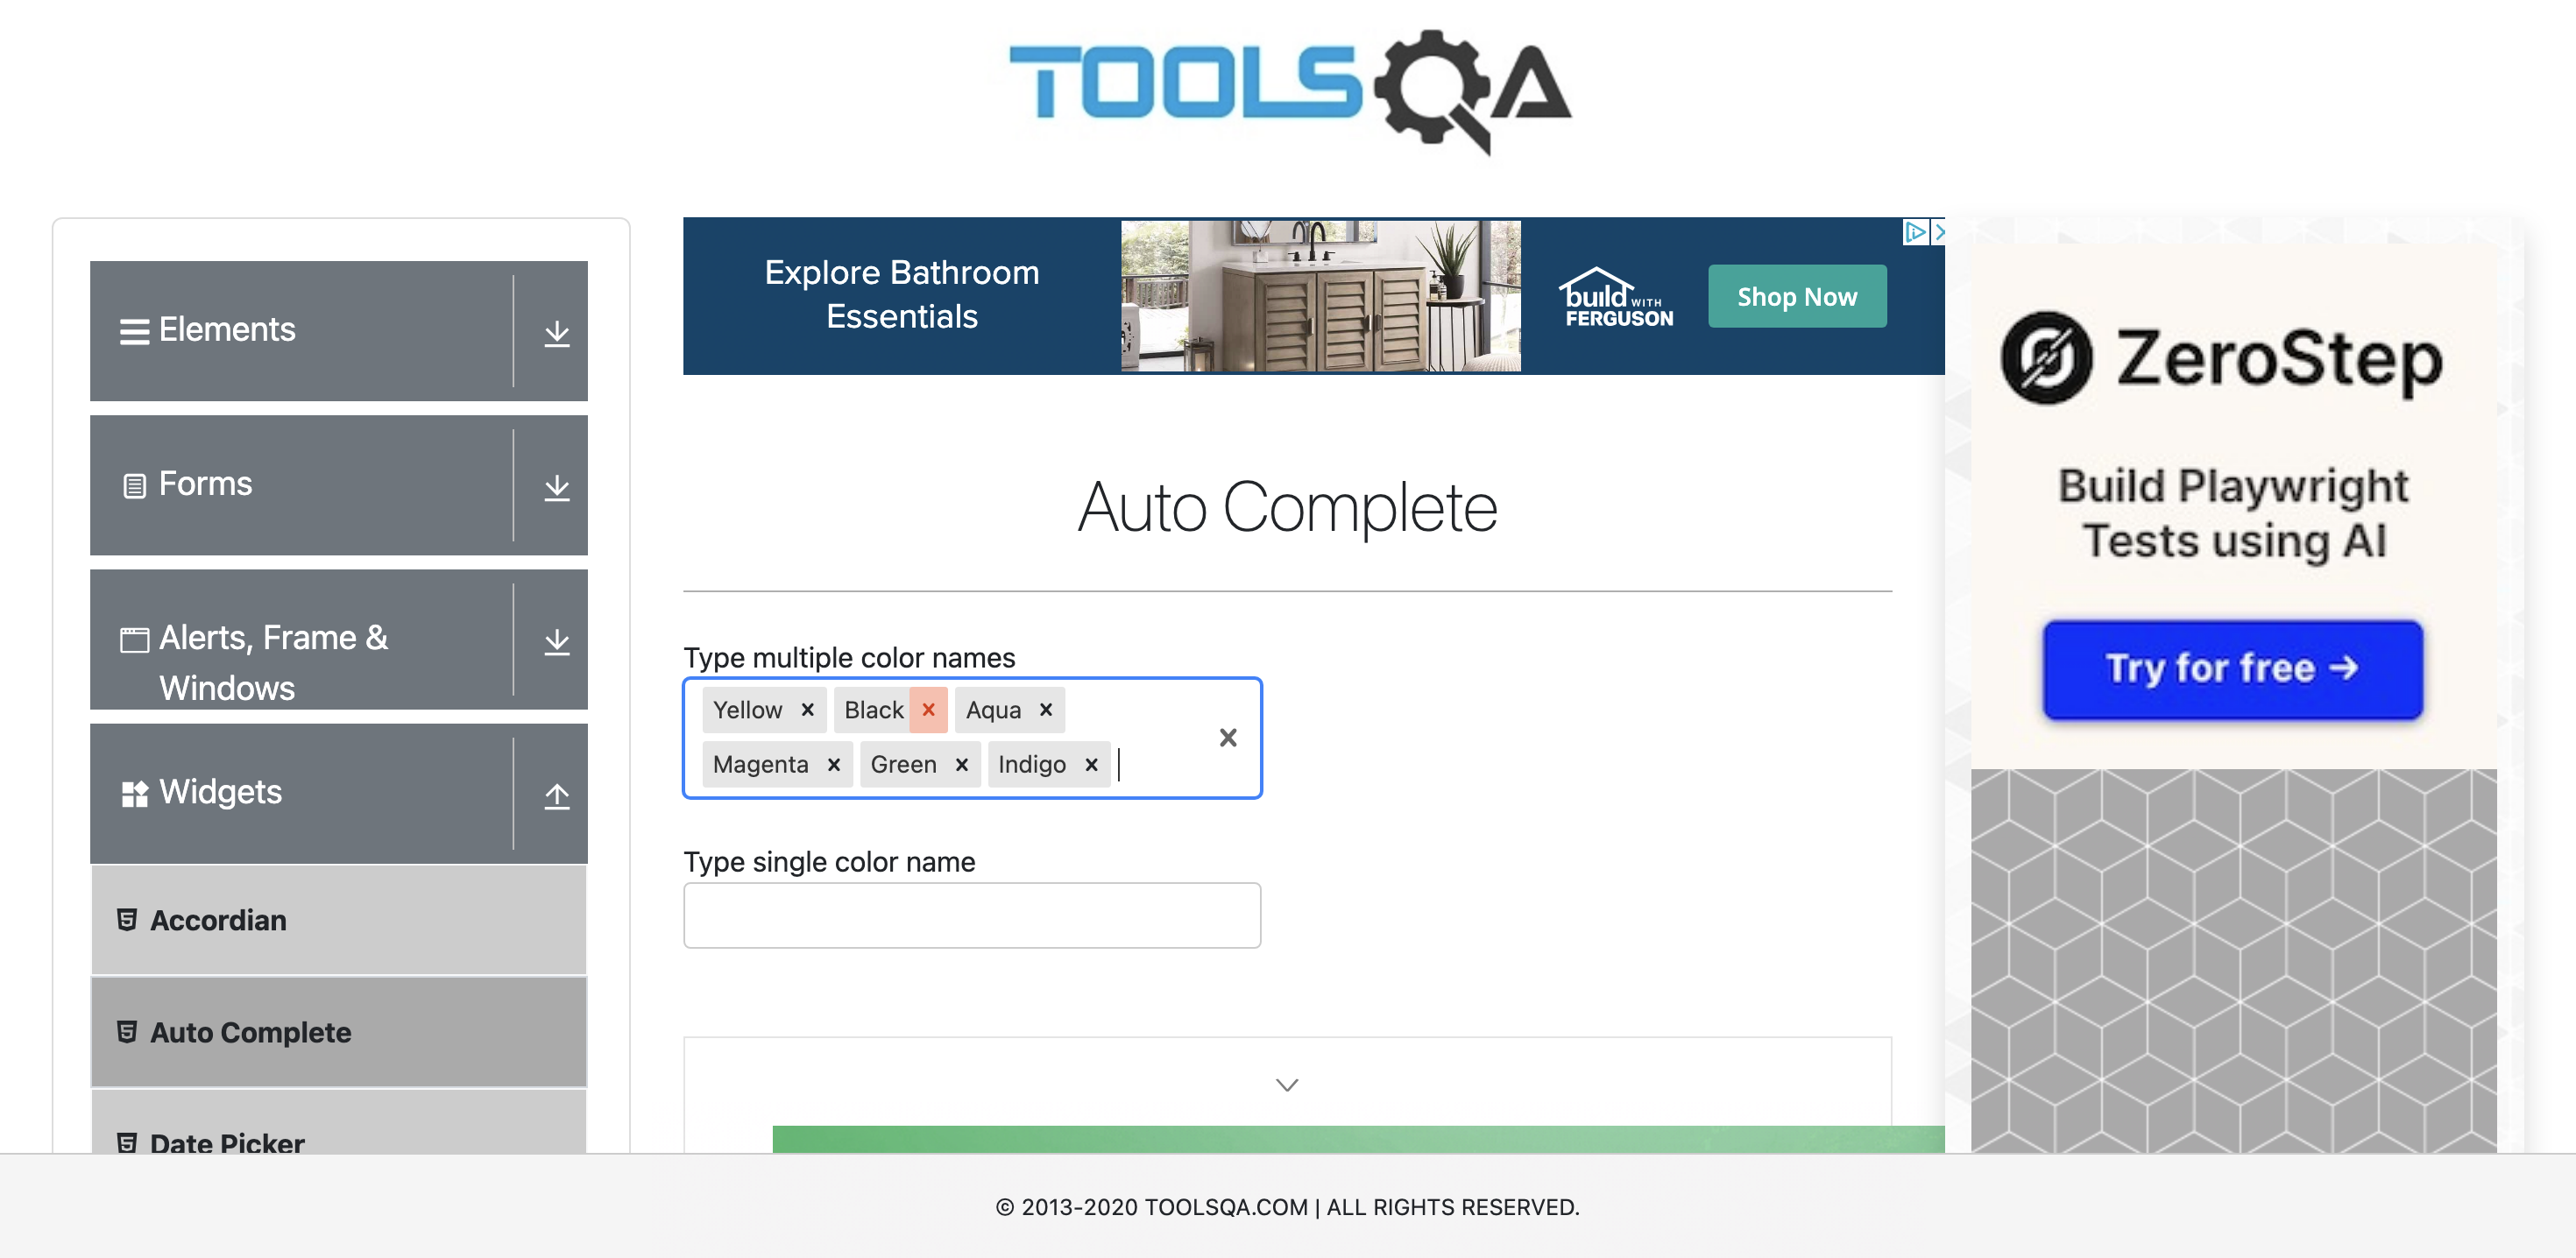 TOOLSQA
Elements
Forms
Alerts, Frame &
Windows
Widgets
Accordian
Auto Complete
Date Picker
Explore Bathroom
Essentials
build WITH
FERGUSON
Shop Now
Auto Complete
Type multiple color names
Yellow Black Aqua
Magenta Green Indigo
Type single color name
ZeroStep
Build Playwright
Tests using AI
Try for free →
© 2013-2020 TOOLSQA.COM | ALL RIGHTS RESERVED.